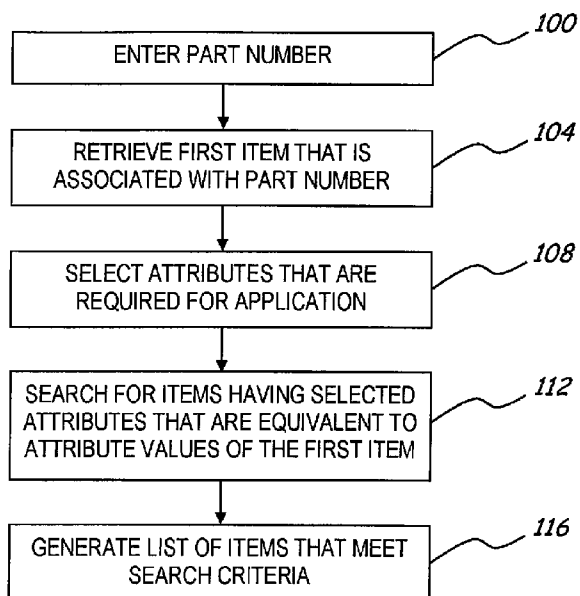 100
ENTER PART NUMBER
104
RETRIEVE FIRST ITEM THAT IS
ASSOCIATED WITH PART NUMBER
108
SELECT ATTRIBUTES THAT ARE
REQUIRED FOR APPLICATION
112
SEARCH FOR ITEMS HAVING SELECTED
ATTRIBUTES THAT ARE EQUIVALENT TO
ATTRIBUTE VALUES OF THE FIRST ITEM
116
GENERATE LIST OF ITEMS THAT MEET
SEARCH CRITERIA